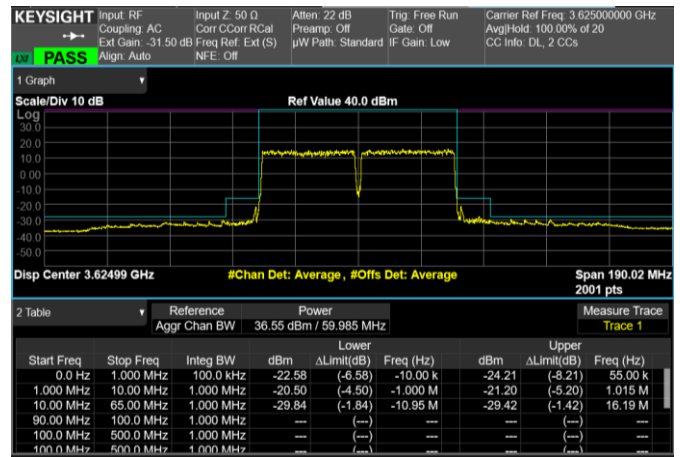 KEYSIGHT Input: RF Input Z: 50 Ω Atten: 22 dB Trig: Free Run Carrier Ref Freq: 3.625000000 GHz
Coupling: AC Corr CCorr RCal Preamp: Off Gate: Off Avg|Hold: 100.00% of 20
Ext Gain: -31.50 dB Freq Ref: Ext (S) µW Path: Standard IF Gain: Low CC Info: DL, 2 CCs
LXI PASS Align: Auto NFE: Off
1 Graph
Scale/Div 10 dB Ref Value 40.0 dBm
Log
30.0
20.0
10.0
0.00
-10.0
-20.0
-30.0
-40.0
-50.0
Disp Center 3.62499 GHz #Chan Det: Average, #Offs Det: Average Span 190.02 MHz
2001 pts
2 Table Reference Power Measure Trace
Aggr Chan BW 36.55 dBm / 59.985 MHz Trace 1
Lower Upper
Start Freq Stop Freq Integ BW dBm ΔLimit(dB) Freq (Hz) dBm ΔLimit(dB) Freq (Hz)
0.0 Hz 1.000 MHz 100.0 kHz -22.58 (-6.58) -10.00 k -24.21 (-8.21) 55.00 k
1.000 MHz 10.00 MHz 1.000 MHz -20.50 (-4.50) -1.000 M -21.20 (-5.20) 1.015 M
10.00 MHz 65.00 MHz 1.000 MHz -29.84 (-1.84) -10.95 M -29.42 (-1.42) 16.19 M
90.00 MHz 100.0 MHz 1.000 MHz --- (---) --- (---) ---
100.0 MHz 500.0 MHz 1.000 MHz --- (---) --- (---) ---
100.0 MHz 500.0 MHz 1.000 MHz --- (---) --- (---) ---